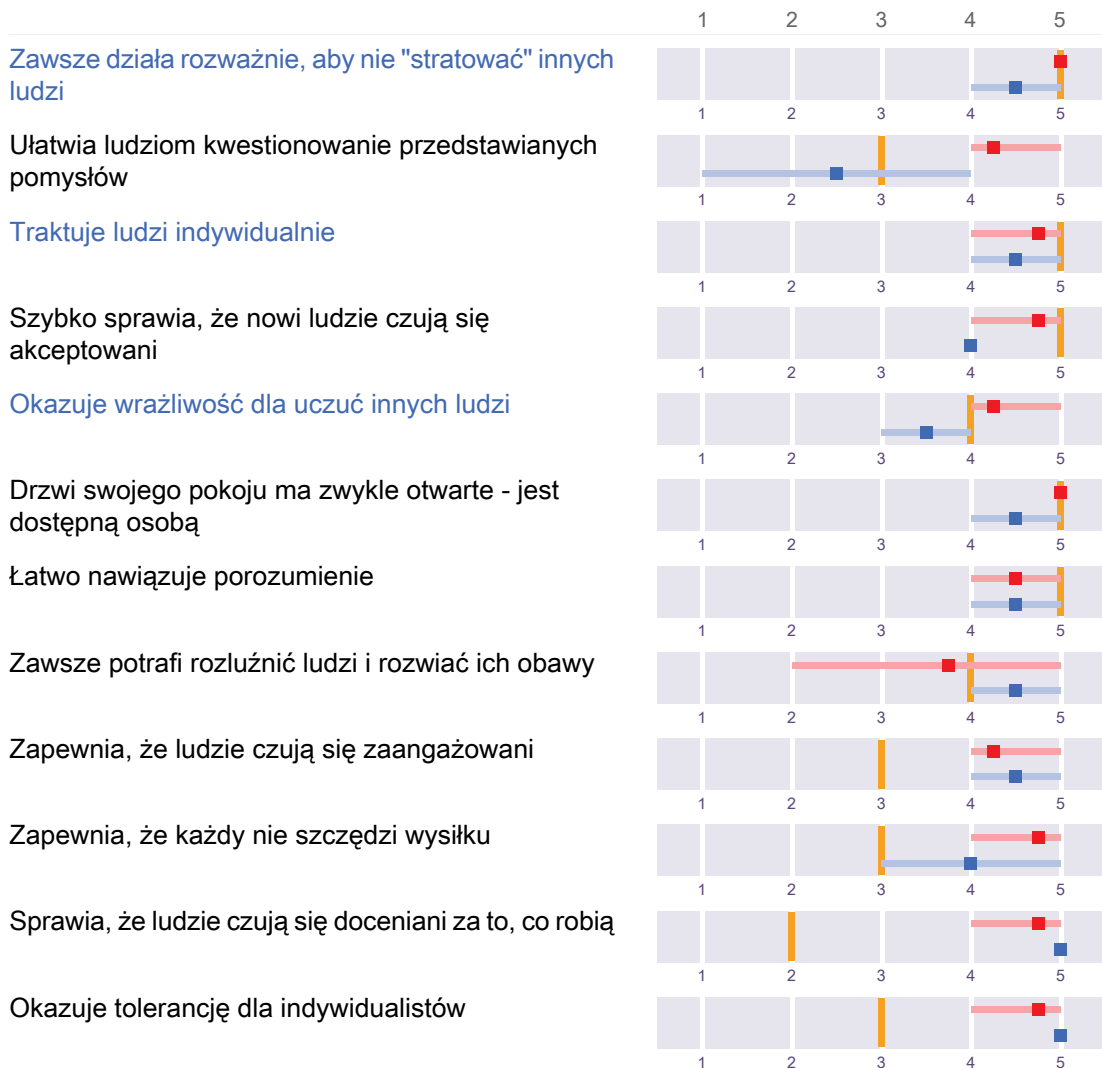 1 2 3 4 5
Zawsze działa rozważnie, aby nie "stratować" innych
ludzi
1 2 3 4 5
Ułatwia ludziom kwestionowanie przedstawianych
pomysłów
1 2 3 4 5
Traktuje ludzi indywidualnie
1 2 3 4 5
Szybko sprawia, że nowi ludzie czują się
akceptowani
1 2 3 4 5
Okazuje wrażliwość dla uczuć innych ludzi
1 2 3 4 5
Drzwi swojego pokoju ma zwykle otwarte - jest
dostępną osobą
1 2 3 4 5
Łatwo nawiązuje porozumienie
1 2 3 4 5
Zawsze potrafi rozluźnić ludzi i rozwiać ich obawy
1 2 3 4 5
Zapewnia, że ludzie czują się zaangażowani
1 2 3 4 5
Zapewnia, że każdy nie szczędzi wysiłku
1 2 3 4 5
Sprawia, że ludzie czują się doceniani za to, co robią
1 2 3 4 5
Okazuje tolerancję dla indywidualistów
1 2 3 4 5